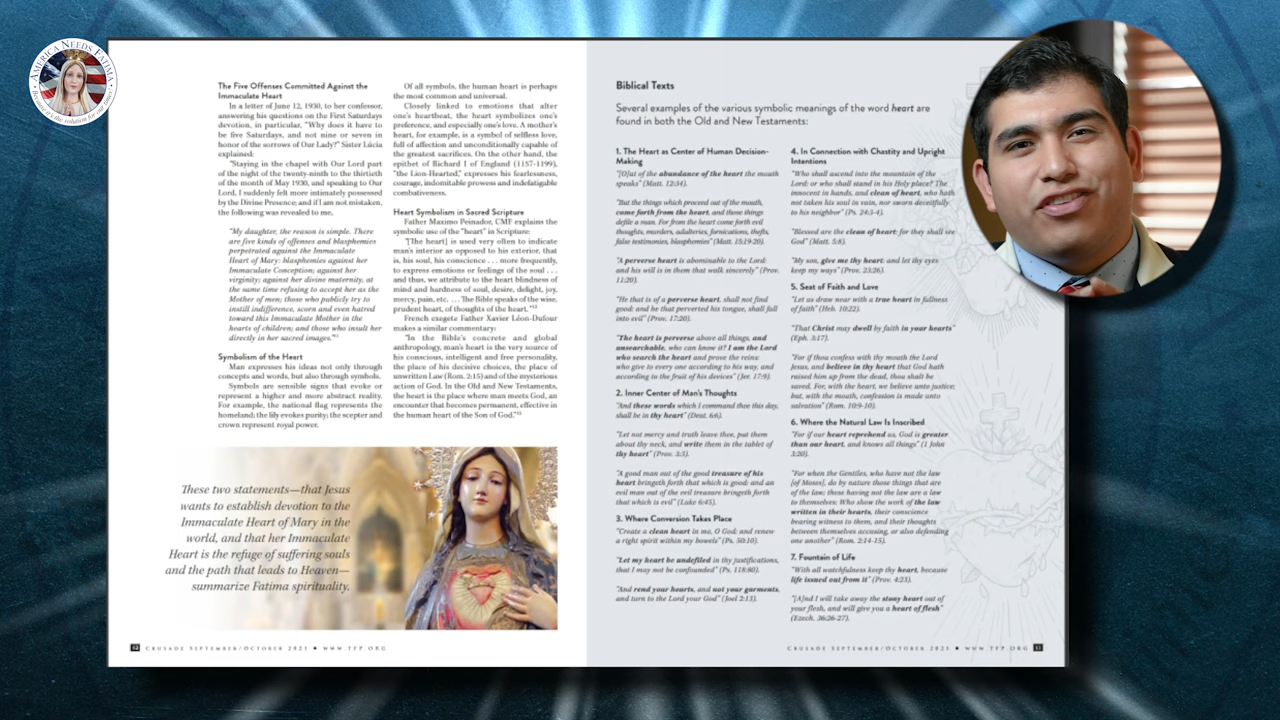 AMERICA NEEDS FATIMA
The Five Offenses Committed Against the
Immaculate Heart
In a letter of June 12, 1930, to her confessor,
answering his questions on the First Saturdays
devotion, in particular, "Why does it have to
be five Saturdays, and not nine or seven in
honor of the sorrows of Our Lady?" Sister Lúcia
explained:
"Staying in the chapel with Our Lord part
of the night of the twenty-ninth to the thirtieth
of the month of May 1930, and speaking to Our
Lord, I suddenly felt more intimately possessed
by the Divine Presence; and if I am not mistaken,
the following was revealed to me,
"My daughter, the reason is simple. There
are five kinds of offenses and blasphemies
perpetrated against the Immaculate
Heart of Mary: blasphemies against her
Immaculate Conception; against her
virginity; against her divine maternity, at
the same time refusing to accept her as the
Mother of men; those who publicly try to
instill indifference, scorn and even hatred
toward this Immaculate Mother in the
hearts of children; and those who insult her
directly in her sacred images."
Symbolism of the Heart
Man expresses his ideas not only through
concepts and words, but also through symbols.
Symbols are sensible signs that evoke or
represent a higher and more abstract reality.
For example, the national flag represents the
homeland; the lily evokes purity; the scepter and
crown represent royal power.
Of all symbols, the human heart is perhaps
the most common and universal.
Closely linked to emotions that alter
one's heartbeat, the heart symbolizes one's
preference, and especially one's love. A mother's
heart, for example, is a symbol of selfless love,
full of affection and unconditionally capable of
the greatest sacrifices. On the other hand, the
epithet of Richard I of England (1157-1199),
"the Lion-Hearted," expresses his fearlessness,
courage, indomitable prowess and indefatigable
combativeness.
Heart Symbolism in Sacred Scripture
Father Maximo Peinador, CMF explains the
symbolic use of the "heart" in Scripture:
"[The heart] is used very often to indicate
man's interior as opposed to his exterior, that
is, his soul, his conscience . . . more frequently,
to express emotions or feelings of the soul . . .
and thus, we attribute to the heart blindness of
mind and hardness of soul, desire, delight, joy,
mercy, pain, etc. . . . The Bible speaks of the wise,
prudent heart, of thoughts of the heart."
French exegete Father Xavier Léon-Dufour
makes a similar commentary:
"In the Bible's concrete and global
anthropology, man's heart is the very source of
his conscious, intelligent and free personality,
the place of his decisive choices, the place of
unwritten Law (Rom. 2:15) and of the mysterious
action of God. In the Old and New Testaments,
the heart is the place where man meets God, an
encounter that becomes permanent, effective in
the human heart of the Son of God."
These two statements—that Jesus
wants to establish devotion to the
Immaculate Heart of Mary in the
world, and that her Immaculate
Heart is the refuge of suffering souls
and the path that leads to Heaven—
summarize Fatima spirituality.
12 CRUSADE SEPTEMBER/OCTOBER 2021 • WWW.TFP.ORG
Biblical Texts
Several examples of the various symbolic meanings of the word heart are
found in both the Old and New Testaments:
1. The Heart as Center of Human Decision-
Making
"[O]ut of the abundance of the heart the mouth
speaks" (Matt. 12:34).
"But the things which proceed out of the mouth,
come forth from the heart, and those things
defile a man. For from the heart come forth evil
thoughts, murders, adulteries, fornications, thefts,
false testimonies, blasphemies" (Matt. 15:19-20).
"A perverse heart is abominable to the Lord:
and his will is in them that walk sincerely" (Prov.
11:20).
"He that is of a perverse heart, shall not find
good: and he that perverted his tongue, shall fall
into evil" (Prov. 17:20).
"The heart is perverse above all things, and
unsearchable, who can know it? I am the Lord
who search the heart and prove the reins:
who give to every one according to his way, and
according to the fruit of his devices" (Jer. 17:9).
2. Inner Center of Man's Thoughts
"And these words which I command thee this day,
shall be in thy heart" (Deut. 6:6).
"Let not mercy and truth leave thee, put them
about thy neck, and write them in the tablet of
thy heart" (Prov. 3:3).
"A good man out of the good treasure of his
heart bringeth forth that which is good: and an
evil man out of the evil treasure bringeth forth
that which is evil" (Luke 6:45).
3. Where Conversion Takes Place
"Create a clean heart in me, O God: and renew
a right spirit within my bowels" (Ps. 50:10).
"Let my heart be undefiled in thy justifications,
that I may not be confounded" (Ps. 118:80).
"And rend your hearts, and not your garments,
and turn to the Lord your God" (Joel 2:13).
4. In Connection with Chastity and Upright
Intentions
"Who shall ascend into the mountain of the
Lord: or who shall stand in his Holy place? The
innocent in hands, and clean of heart, who hath
not taken his soul in vain, nor sworn deceitfully
to his neighbor" (Ps. 24:3-4).
"Blessed are the clean of heart: for they shall see
God" (Matt. 5:8).
"My son, give me thy heart: and let thy eyes
keep my ways" (Prov. 23:26).
5. Seat of Faith and Love
"Let us draw near with a true heart in fullness
of faith" (Heb. 10:22).
"That Christ may dwell by faith in your hearts"
(Eph. 3:17).
"For if thou confess with thy mouth the Lord
Jesus, and believe in thy heart that God hath
raised him up from the dead, thou shalt be
saved. For, with the heart, we believe unto justice;
but, with the mouth, confession is made unto
salvation" (Rom. 10:9-10).
6. Where the Natural Law Is Inscribed
"For if our heart reprehend us, God is greater
than our heart, and knows all things" (1 John
3:20).
"For when the Gentiles, who have not the law
[of Moses], do by nature those things that are
of the law; these having not the law are a law
to themselves: Who shew the work of the law
written in their hearts, their conscience
bearing witness to them, and their thoughts
between themselves accusing, or also defending
one another" (Rom. 2:14-15).
7. Fountain of Life
"With all watchfulness keep thy heart, because
life issued out from it" (Prov. 4:23).
"[A]nd I will take away the stony heart out of
your flesh, and will give you a heart of flesh"
(Ezech. 36:26-27).
CRUSADE SEPTEMBER/OCTOBER 2021 • WWW.TFP.ORG 13